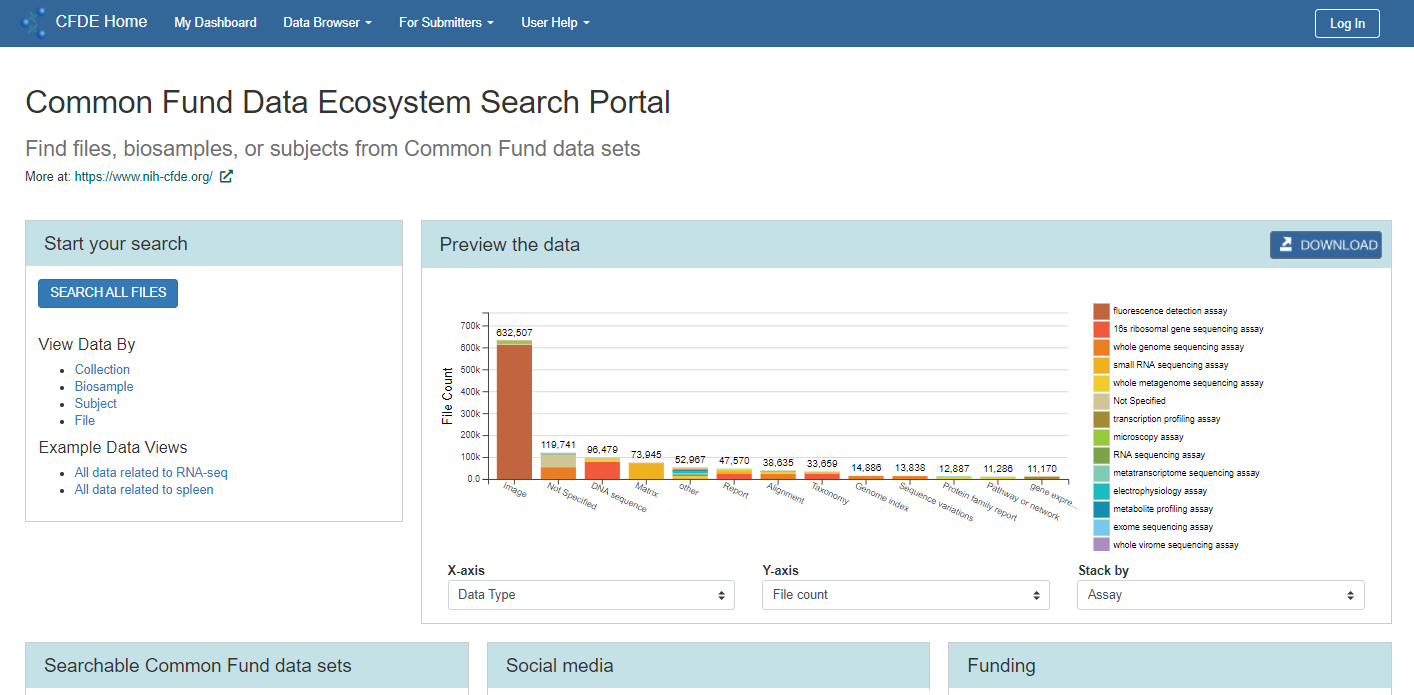 CFDE Home My Dashboard Data Browser For Submitters User Help Log In
Common Fund Data Ecosystem Search Portal
Find files, biosamples, or subjects from Common Fund data sets
More at: https://www.nih-cfde.org/
Start your search
SEARCH ALL FILES
View Data By
Collection
Biosample
Subject
File
Example Data Views
All data related to RNA-seq
All data related to spleen
Preview the data
DOWNLOAD
File Count
700k
600k
500k
400k
300k
200k
100k
0.0
632,507
119,741
96,479
73,945
52,967
47,570
38,635
33,659
14,886
13,838
12,887
11,286
11,170
Image
Not Specified
DNA sequence
Matrix
other
Report
Alignment
Taxonomy
Genome index
Sequence variations
Protein family report
Pathway or network
gene expre...
fluorescence detection assay
16s ribosomal gene sequencing assay
whole genome sequencing assay
small RNA sequencing assay
whole metagenome sequencing assay
Not Specified
transcription profiling assay
microscopy assay
RNA sequencing assay
metatranscriptome sequencing assay
electrophysiology assay
metabolite profiling assay
exome sequencing assay
whole virome sequencing assay
X-axis
Data Type
Y-axis
File count
Stack by
Assay
Searchable Common Fund data sets
Social media
Funding